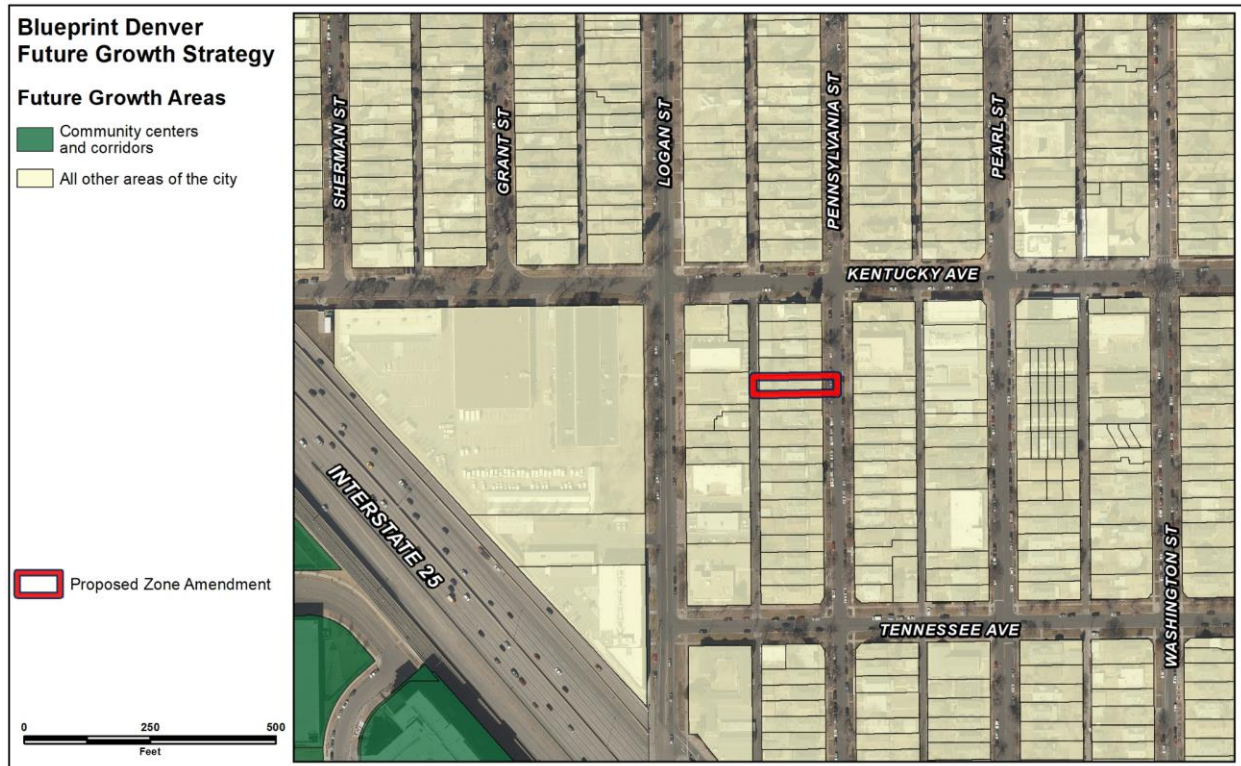 Blueprint Denver
Future Growth Strategy
Future Growth Areas
Community centers
and corridors
All other areas of the city
Proposed Zone Amendment
0 250 500
Feet
SHERMAN ST
GRANT ST
LOGAN ST
PENNSYLVANIA ST
PEARL ST
KENTUCKY AVE
INTERSTATE 25
TENNESSEE AVE
WASHINGTON ST